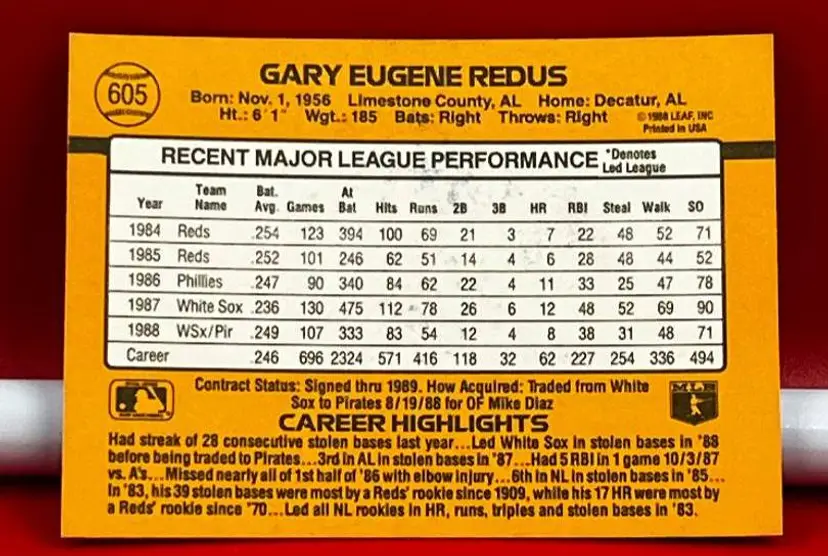 605
GARY EUGENE REDUS
Born: Nov. 1, 1956 Limestone County, AL Home: Decatur, AL
Ht.: 6'1" Wgt.: 185 Bats: Right Throws: Right
©1988 LEAF, INC
Printed in USA
RECENT MAJOR LEAGUE PERFORMANCE *Denotes Led League
Year Team Name Bat. Avg. Games At Bat Hits Runs 2B 3B HR RBI Steal Walk SO
1984 Reds .254 123 394 100 69 21 3 7 22 48 52 71
1985 Reds .252 101 246 62 51 14 4 6 28 48 44 52
1986 Phillies .247 90 340 84 62 22 4 11 33 25 47 78
1987 White Sox .236 130 475 112 78 26 6 12 48 52 69 90
1988 WSx/Pir .249 107 333 83 54 12 4 8 38 31 48 71
Career .246 696 2324 571 416 118 32 62 227 254 336 494
Contract Status: Signed thru 1989. How Acquired: Traded from White
Sox to Pirates 8/19/88 for OF Mike Diaz
MLB
CAREER HIGHLIGHTS
Had streak of 28 consecutive stolen bases last year...Led White Sox in stolen bases in '88
before being traded to Pirates...3rd in AL in stolen bases in '87...Had 5 RBI in 1 game 10/3/87
vs. A's...Missed nearly all of 1st half of '86 with elbow injury...6th in NL in stolen bases in '85...
In '83, his 39 stolen bases were most by a Reds' rookie since 1909, while his 17 HR were most by
a Reds' rookie since '70...Led all NL rookies in HR, runs, triples and stolen bases in '83.